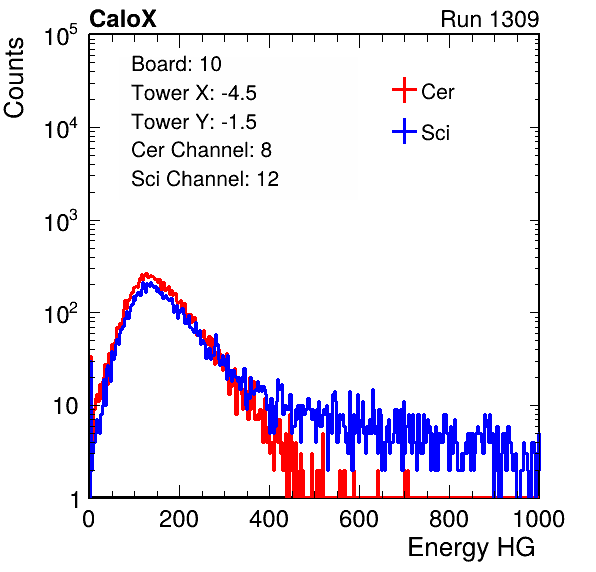 CaloX Run 1309
Counts
10^5
10^4
10^3
10^2
10
1
Board: 10
Tower X: -4.5
Tower Y: -1.5
Cer Channel: 8
Sci Channel: 12
Cer
Sci
0 200 400 600 800 1000
Energy HG